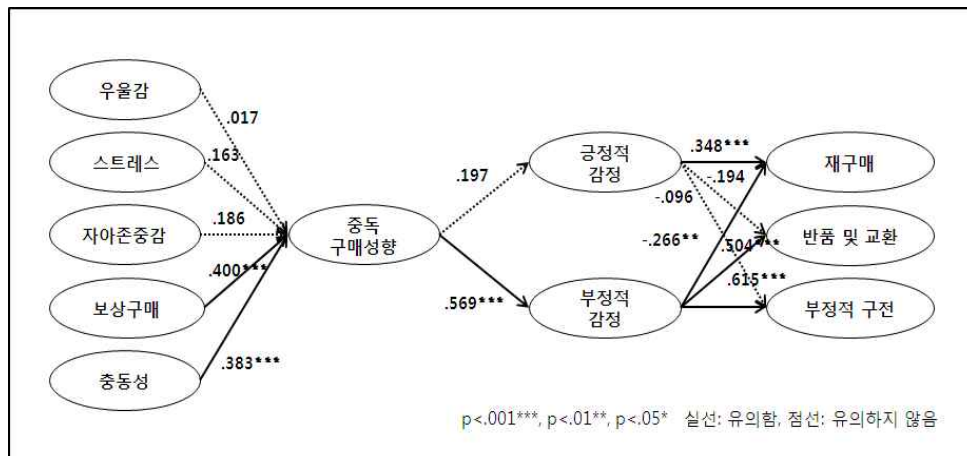 우울감
.017
스트레스
.163
자아존중감
.186
보상구매
.400***
충동성
.383***
중독
구매성향
.197
.569***
긍정적
감정
부정적
감정
.348***
-.194
-.096
-.266**
.504***
.615***
재구매
반품 및 교환
부정적 구전
p<.001***, p<.01**, p<.05* 실선: 유의함, 점선: 유의하지 않음